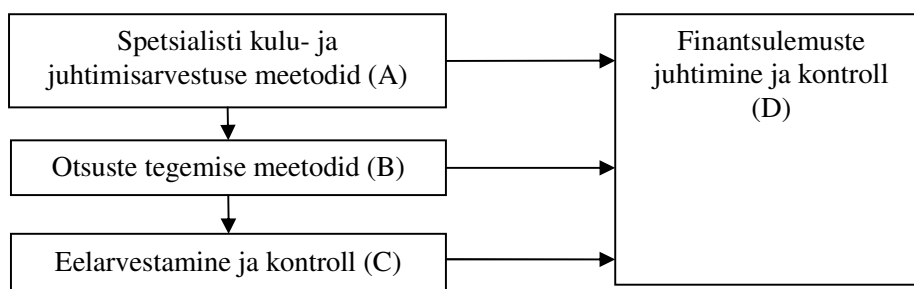 Spetsialisti kulu- ja
juhtimisarvestuse meetodid (A)
Otsuste tegemise meetodid (B)
Eelarvestamine ja kontroll (C)
Finantsulemuste
juhtimine ja kontroll
(D)